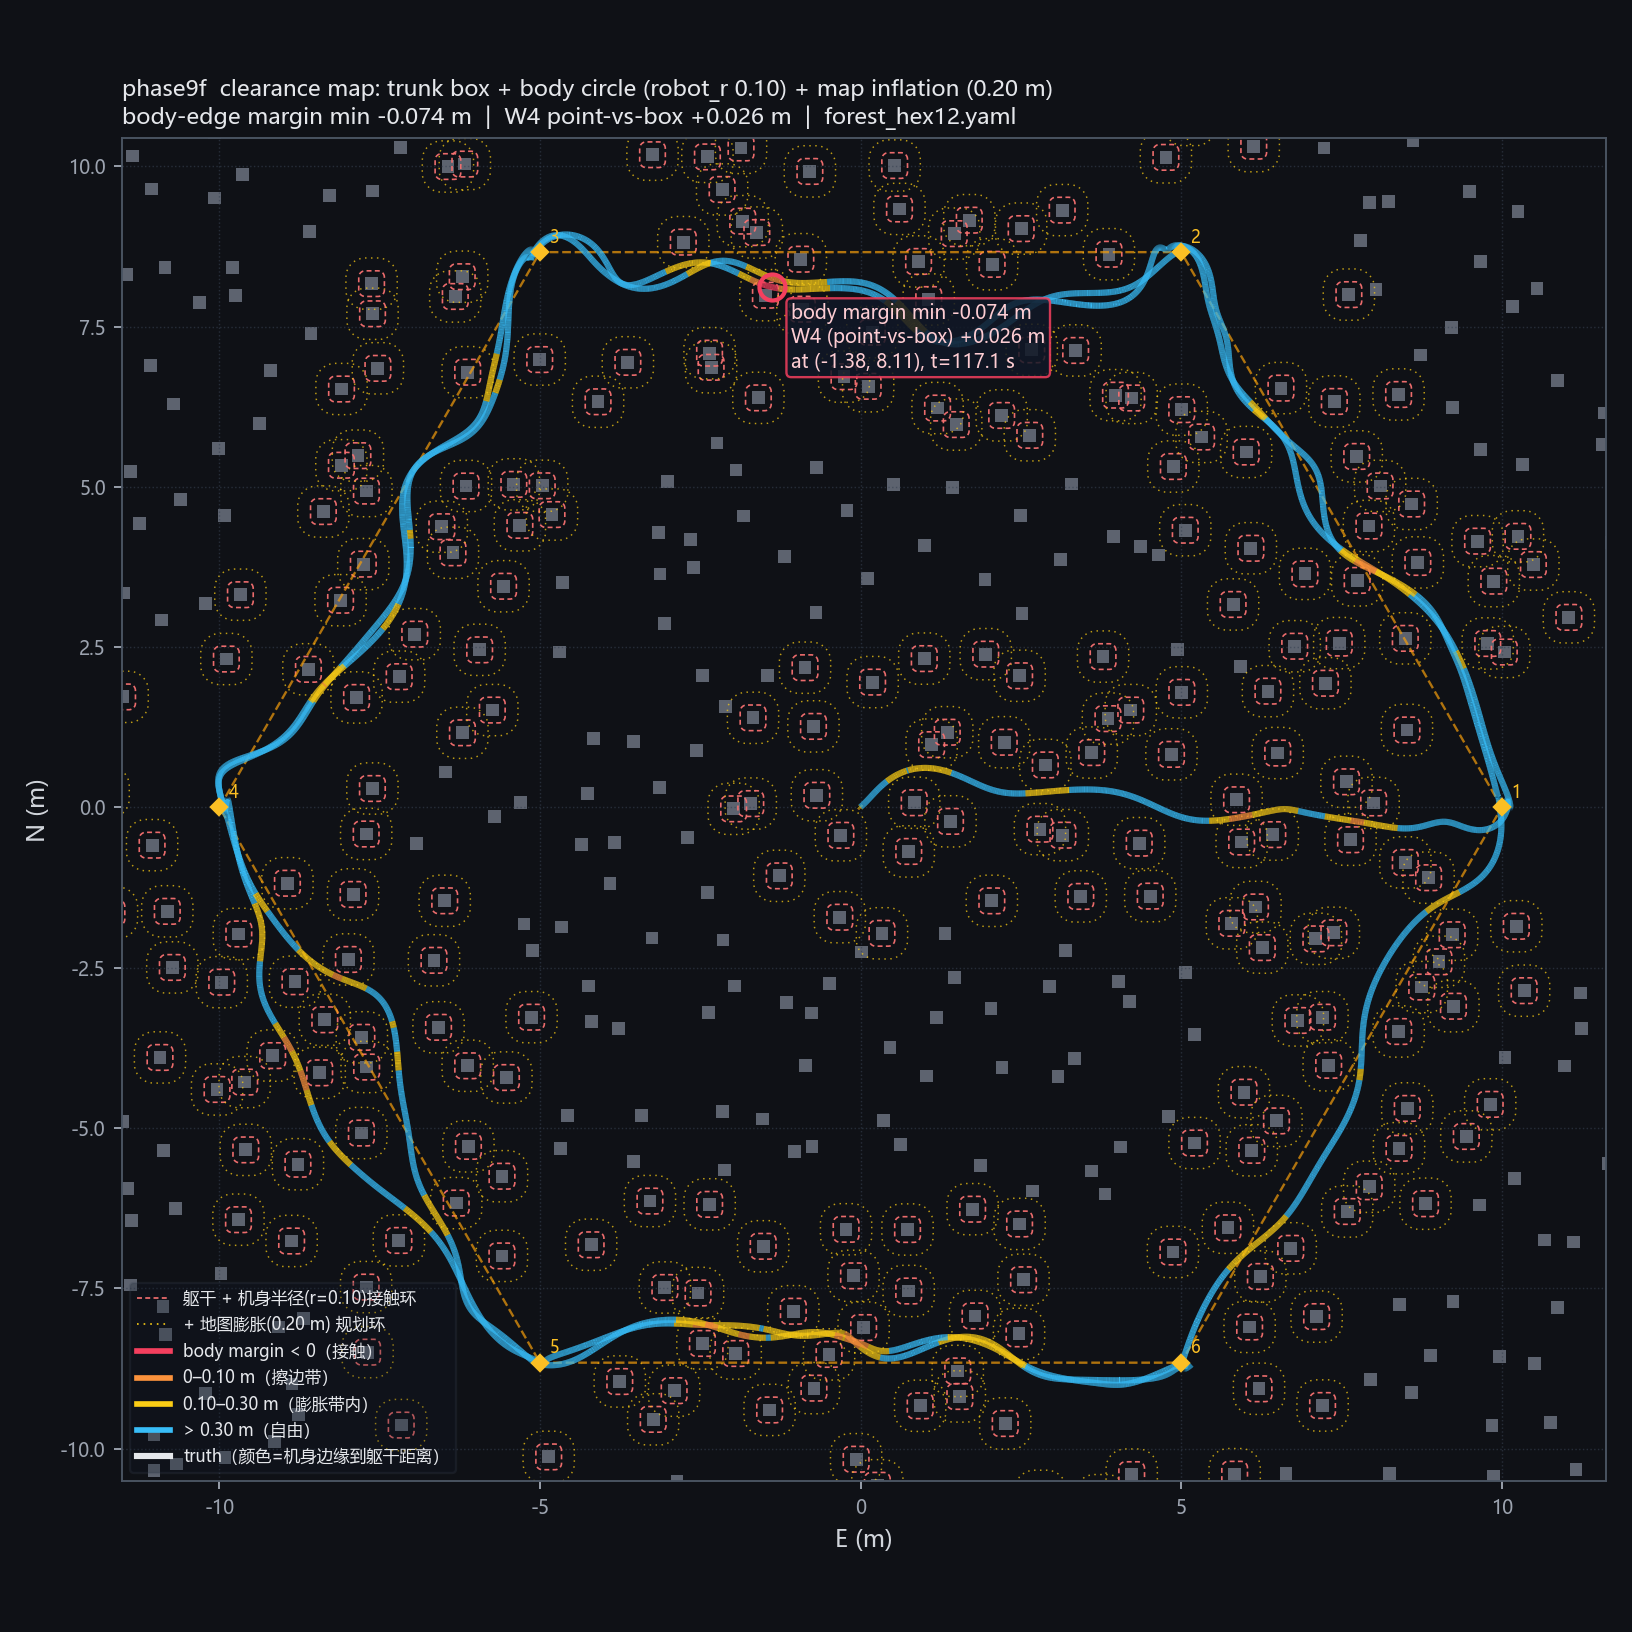 phase9f  clearance map: trunk box + body circle (robot_r 0.10) + map inflation (0.20 m)
body-edge margin min -0.074 m  |  W4 point-vs-box +0.026 m  |  forest_hex12.yaml
10.0
7.5
5.0
2.5
0.0
-2.5
-5.0
-7.5
-10.0
N (m)
3
2
body margin min -0.074 m
W4 (point-vs-box) +0.026 m
at (-1.38, 8.11), t=117.1 s
4
1
5
6
躯干 + 机身半径(r=0.10)接触环
+ 地图膨胀(0.20 m) 规划环
body margin < 0（接触）
0–0.10 m（擦边带）
0.10–0.30 m（膨胀带内）
> 0.30 m（自由）
truth（颜色=机身边缘到躯干距离）
-10
-5
0
5
10
E (m)